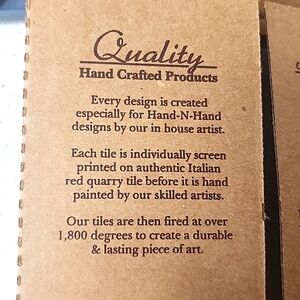 Quality
Hand Crafted Products
Every design is created
especially for Hand-N-Hand
designs by our in house artist.
Each tile is individually screen
printed on authentic Italian
red quarry tile before it is hand
painted by our skilled artists.
Our tiles are then fired at over
1,800 degrees to create a durable
& lasting piece of art.